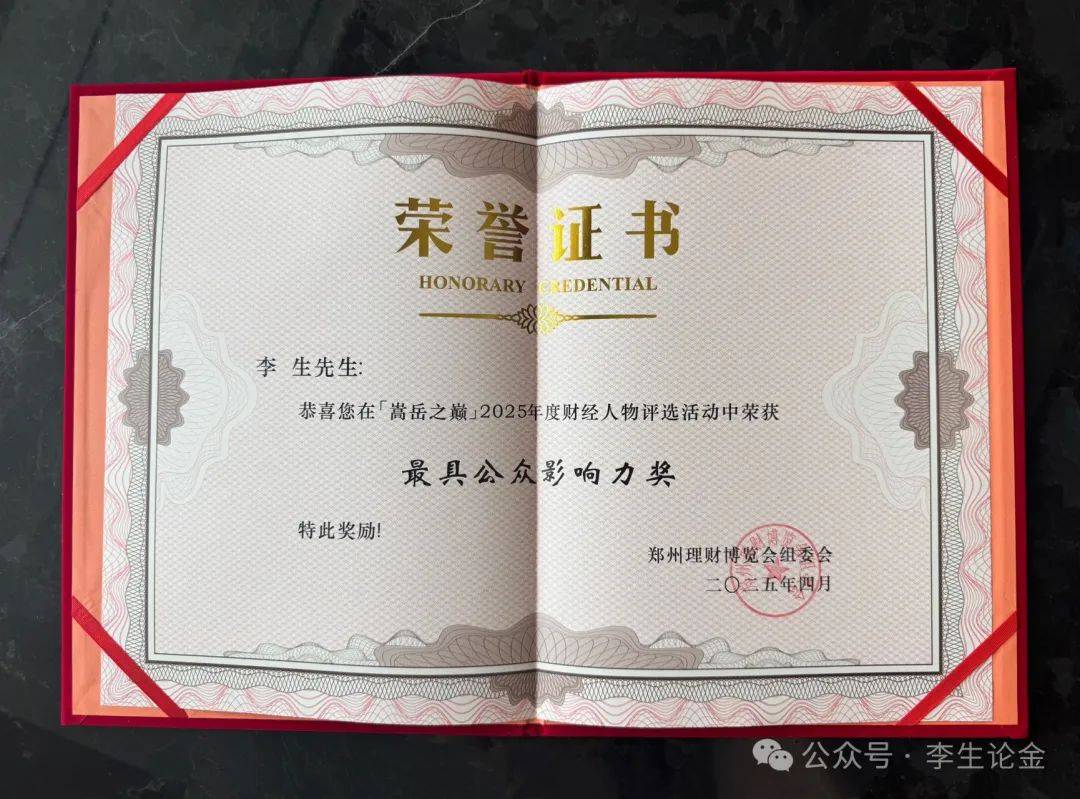 荣誉证书
HONORARY CREDENTIAL
李 生先生:
恭喜您在「嵩岳之巅」2025年度财经人物评选活动中荣获
最具公众影响力奖
特此奖励!
郑州理财博览会组委会
二〇二五年四月
公众号·李生论金